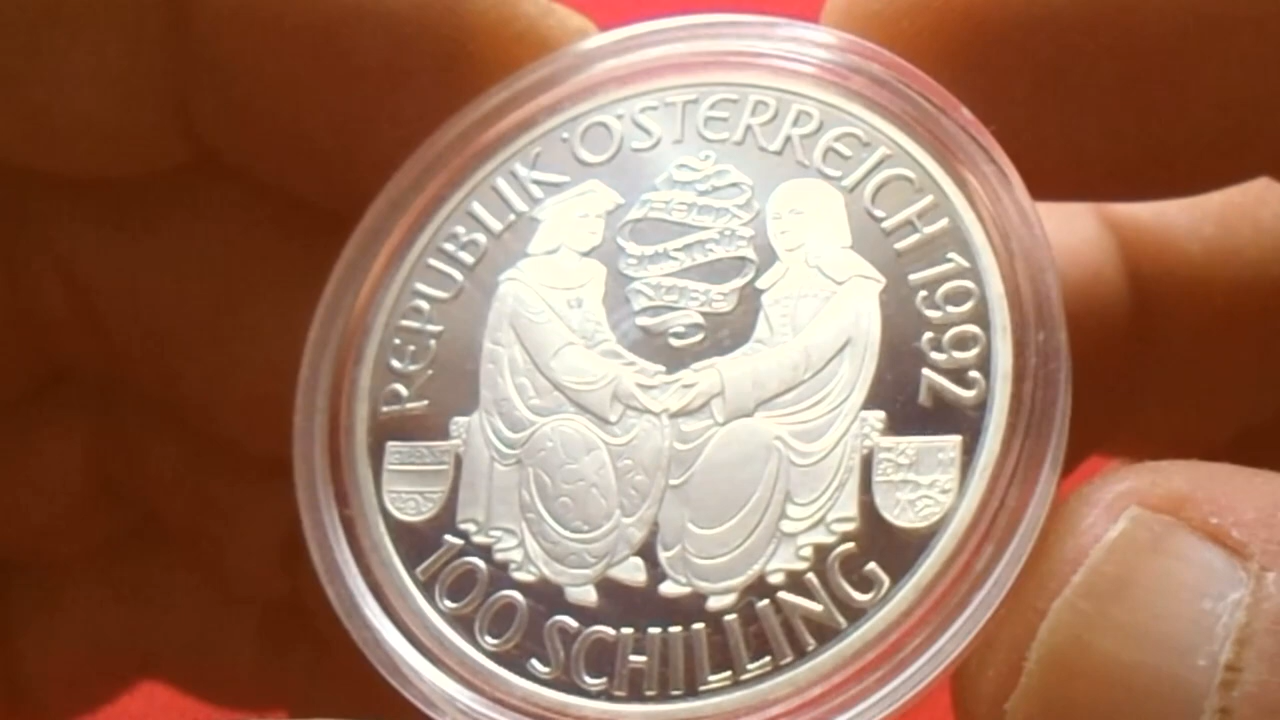 REPUBLIK ÖSTERREICH 1992
FELIX
AUSTRIA
NUBE
100 SCHILLING